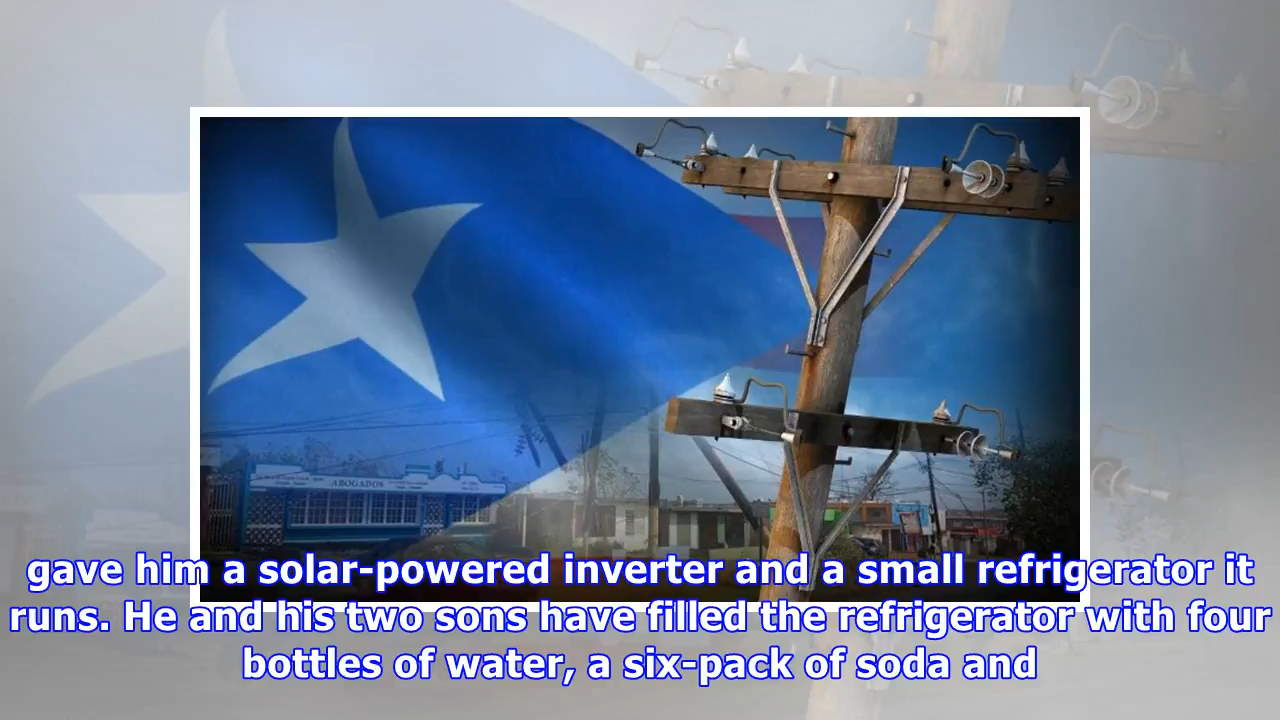 ABOGADOS
gave him a solar-powered inverter and a small refrigerator it
runs. He and his two sons have filled the refrigerator with four
bottles of water, a six-pack of soda and